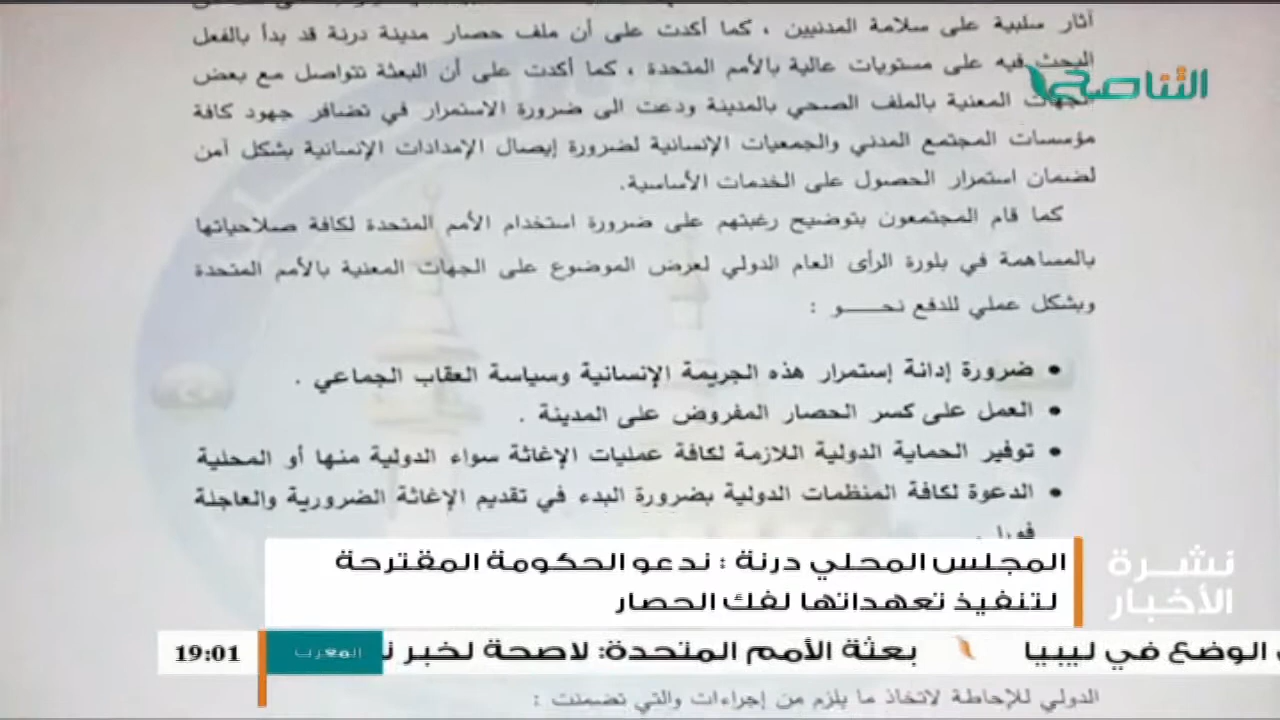 آثار سلبية على سلامة المدنيين ، كما أكدت على أن ملف حصار مدينة درنة قد بدأ بالفعل
البحث فيه على مستويات عالية بالأمم المتحدة ، كما أكدت على أن البعثة تتواصل مع بعض
الجهات المعنية بالملف الصحي بالمدينة ودعت الى ضرورة الاستمرار في تضافر جهود كافة
مؤسسات المجتمع المدني والجمعيات الإنسانية لضرورة إيصال الإمدادات الإنسانية بشكل آمن
لضمان استمرار الحصول على الخدمات الأساسية.
كما قام المجتمعون بتوضيح رغبتهم على ضرورة استخدام الأمم المتحدة لكافة صلاحياتها
بالمساهمة في بلورة الرأى العام الدولي لعرض الموضوع على الجهات المعنية بالأمم المتحدة
وبشكل عملي للدفع نحـــــو :
• ضرورة إدانة إستمرار هذه الجريمة الإنسانية وسياسة العقاب الجماعي .
• العمل على كسر الحصار المفروض على المدينة .
• توفير الحماية الدولية اللازمة لكافة عمليات الإغاثة سواء الدولية منها أو المحلية
• الدعوة لكافة المنظمات الدولية بضرورة البدء في تقديم الإغاثة الضرورية والعاجلة
فورا .
التناصح
نشرة
الأخبار
المجلس المحلي درنة : ندعو الحكومة المقترحة
لتنفيذ تعهداتها لفك الحصار
الوضع في ليبيا بعثة الأمم المتحدة: لاصحة لخبر
المغرب 19:01
الدولي للإحاطة لاتخاذ ما يلزم من إجراءات والتي تضمنت :